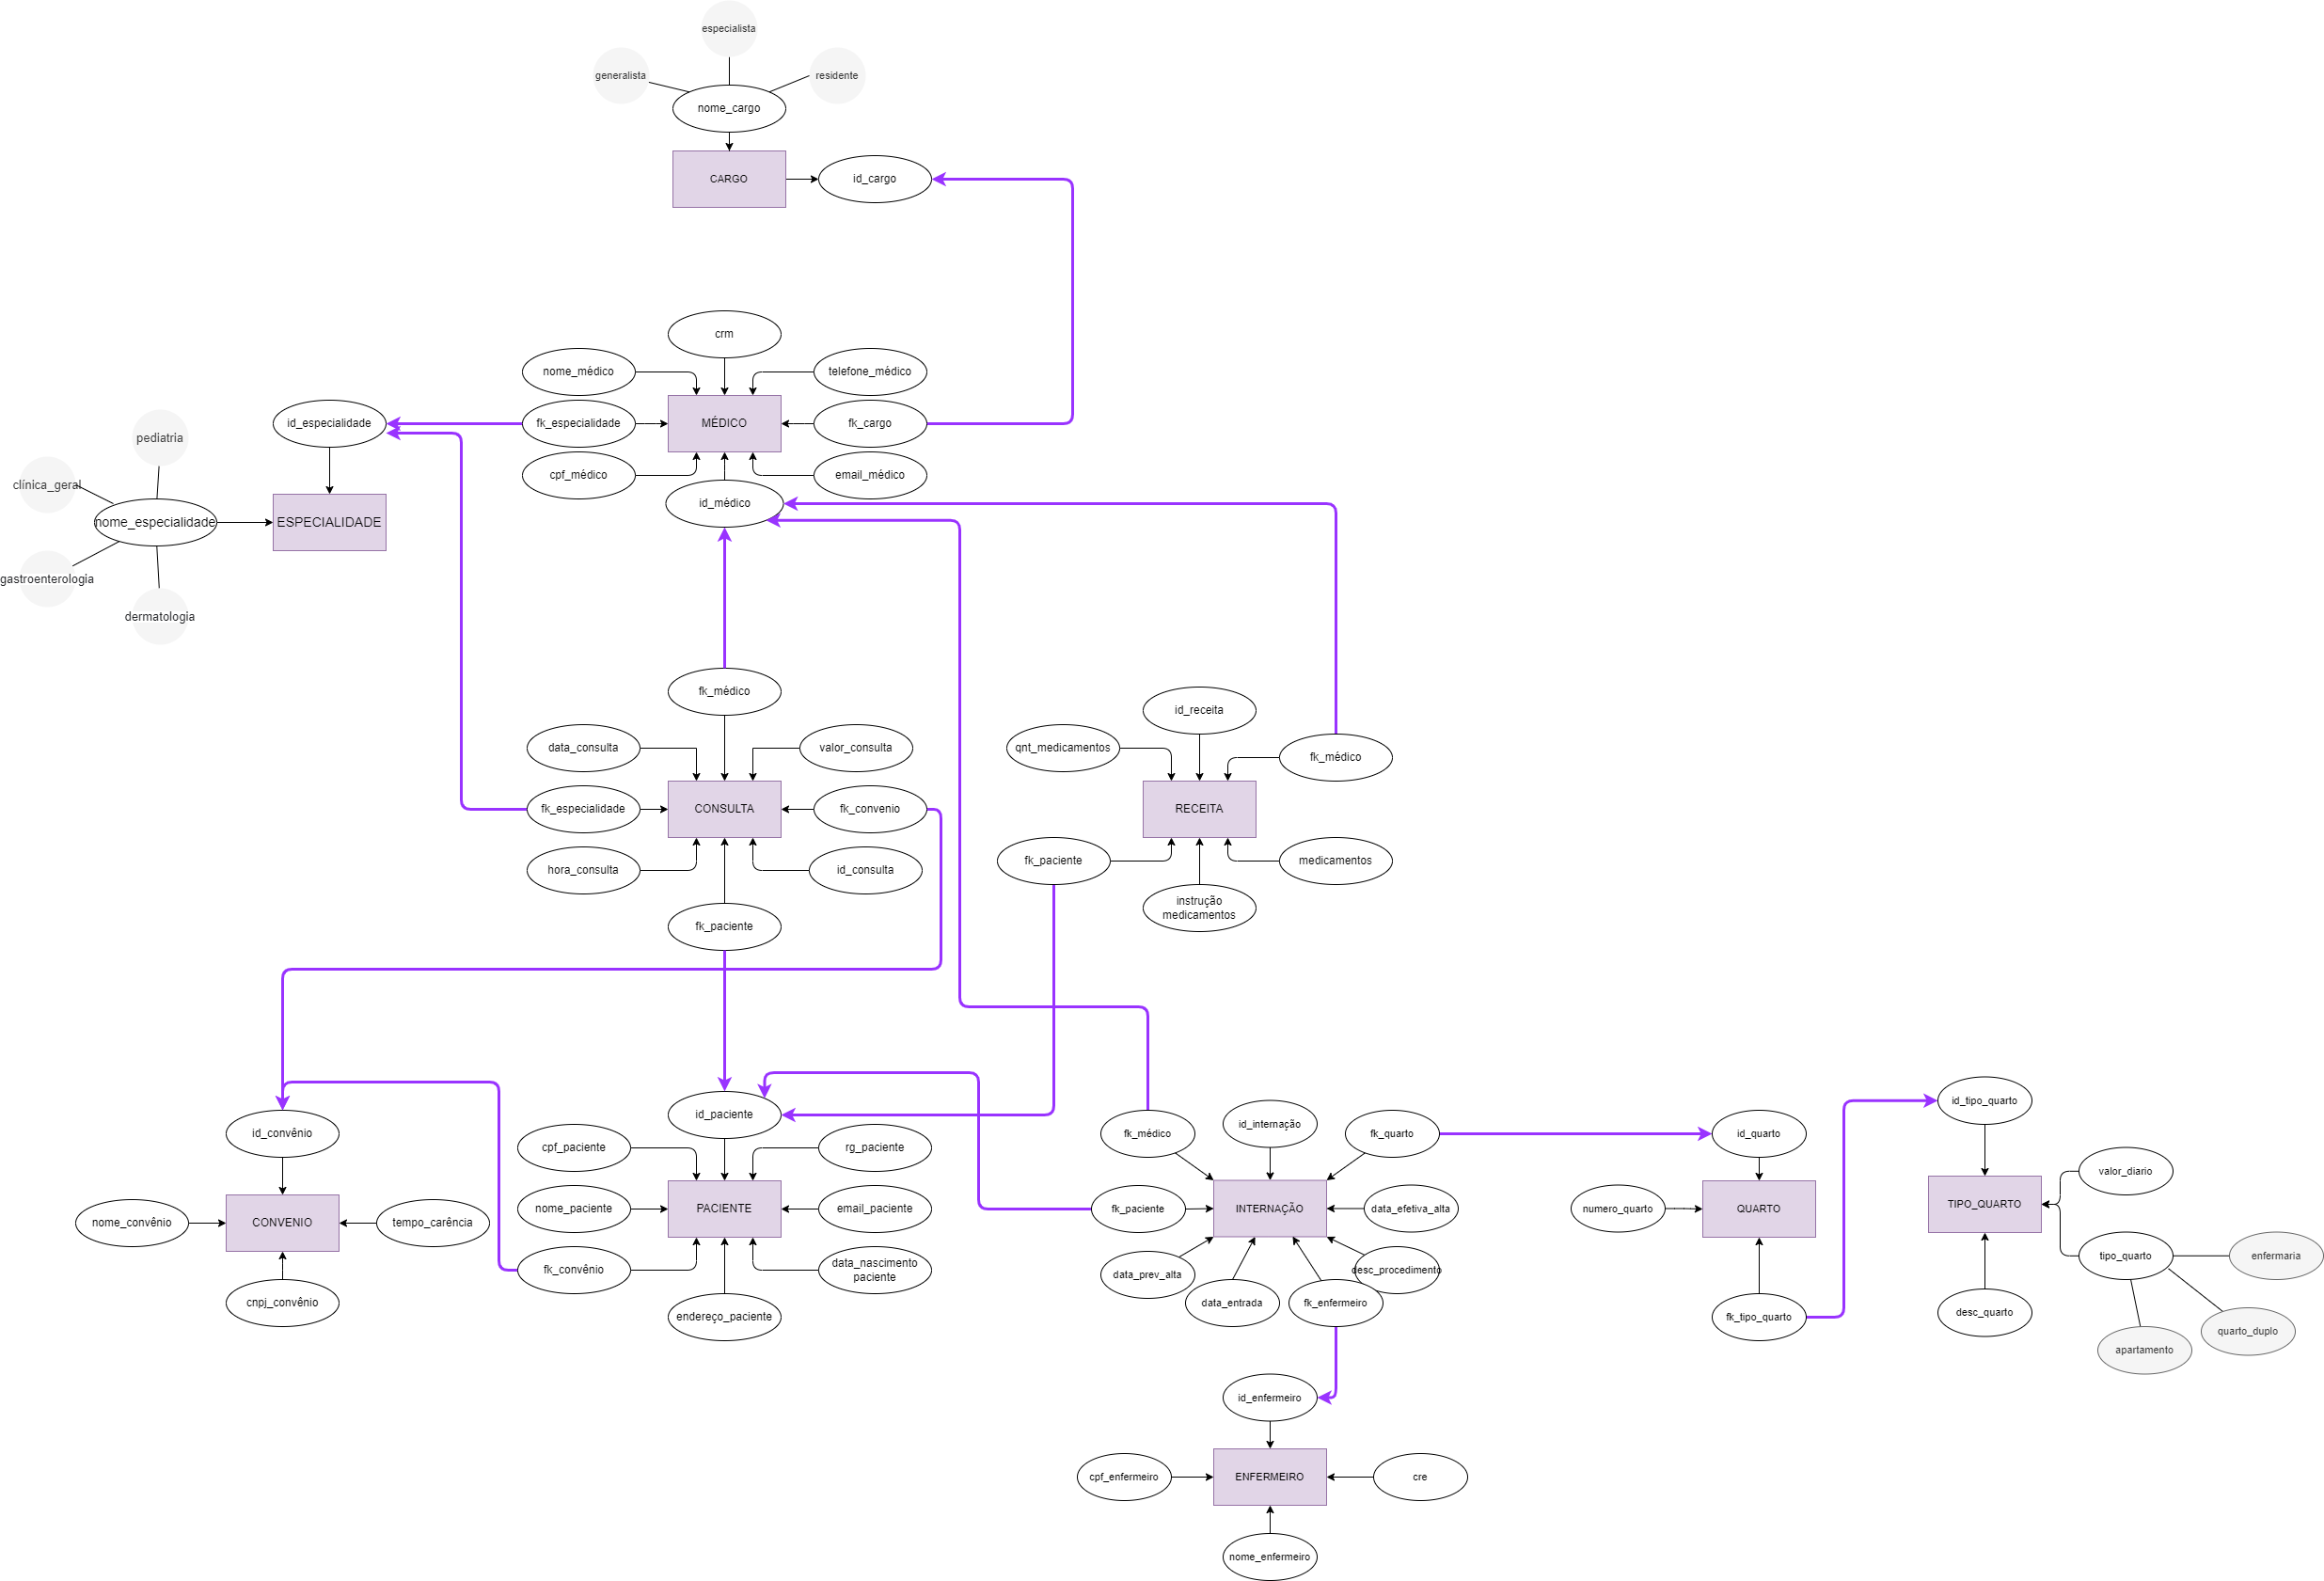 especialista
generalista
residente
nome_cargo
CARGO
id_cargo
crm
nome_médico
telefone_médico
fk_especialidade
MÉDICO
fk_cargo
cpf_médico
email_médico
id_médico
id_especialidade
pediatria
clínica_geral
nome_especialidade
ESPECIALIDADE
gastroenterologia
dermatologia
fk_médico
data_consulta
valor_consulta
fk_especialidade
CONSULTA
fk_convenio
hora_consulta
id_consulta
fk_paciente
id_receita
qnt_medicamentos
fk_médico
RECEITA
fk_paciente
medicamentos
instrução
medicamentos
id_convênio
nome_convênio
CONVENIO
tempo_carência
cnpj_convênio
id_paciente
cpf_paciente
rg_paciente
nome_paciente
PACIENTE
email_paciente
fk_convênio
data_nascimento
paciente
endereço_paciente
fk_médico
id_internação
fk_quarto
fk_paciente
INTERNAÇÃO
data_efetiva_alta
data_prev_alta
desc_procedimento
data_entrada
fk_enfermeiro
id_quarto
numero_quarto
QUARTO
fk_tipo_quarto
id_tipo_quarto
valor_diario
TIPO_QUARTO
tipo_quarto
enfermaria
desc_quarto
quarto_duplo
apartamento
id_enfermeiro
cpf_enfermeiro
ENFERMEIRO
cre
nome_enfermeiro